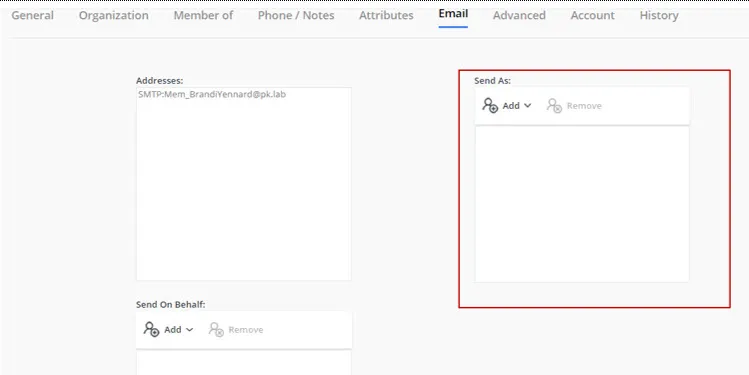 General Organization Member of Phone / Notes Attributes Email Advanced Account History
Addresses:
SMTP:Mem_BrandiYennard@pk.lab
Send As:
Add Remove
Send On Behalf:
Add Remove